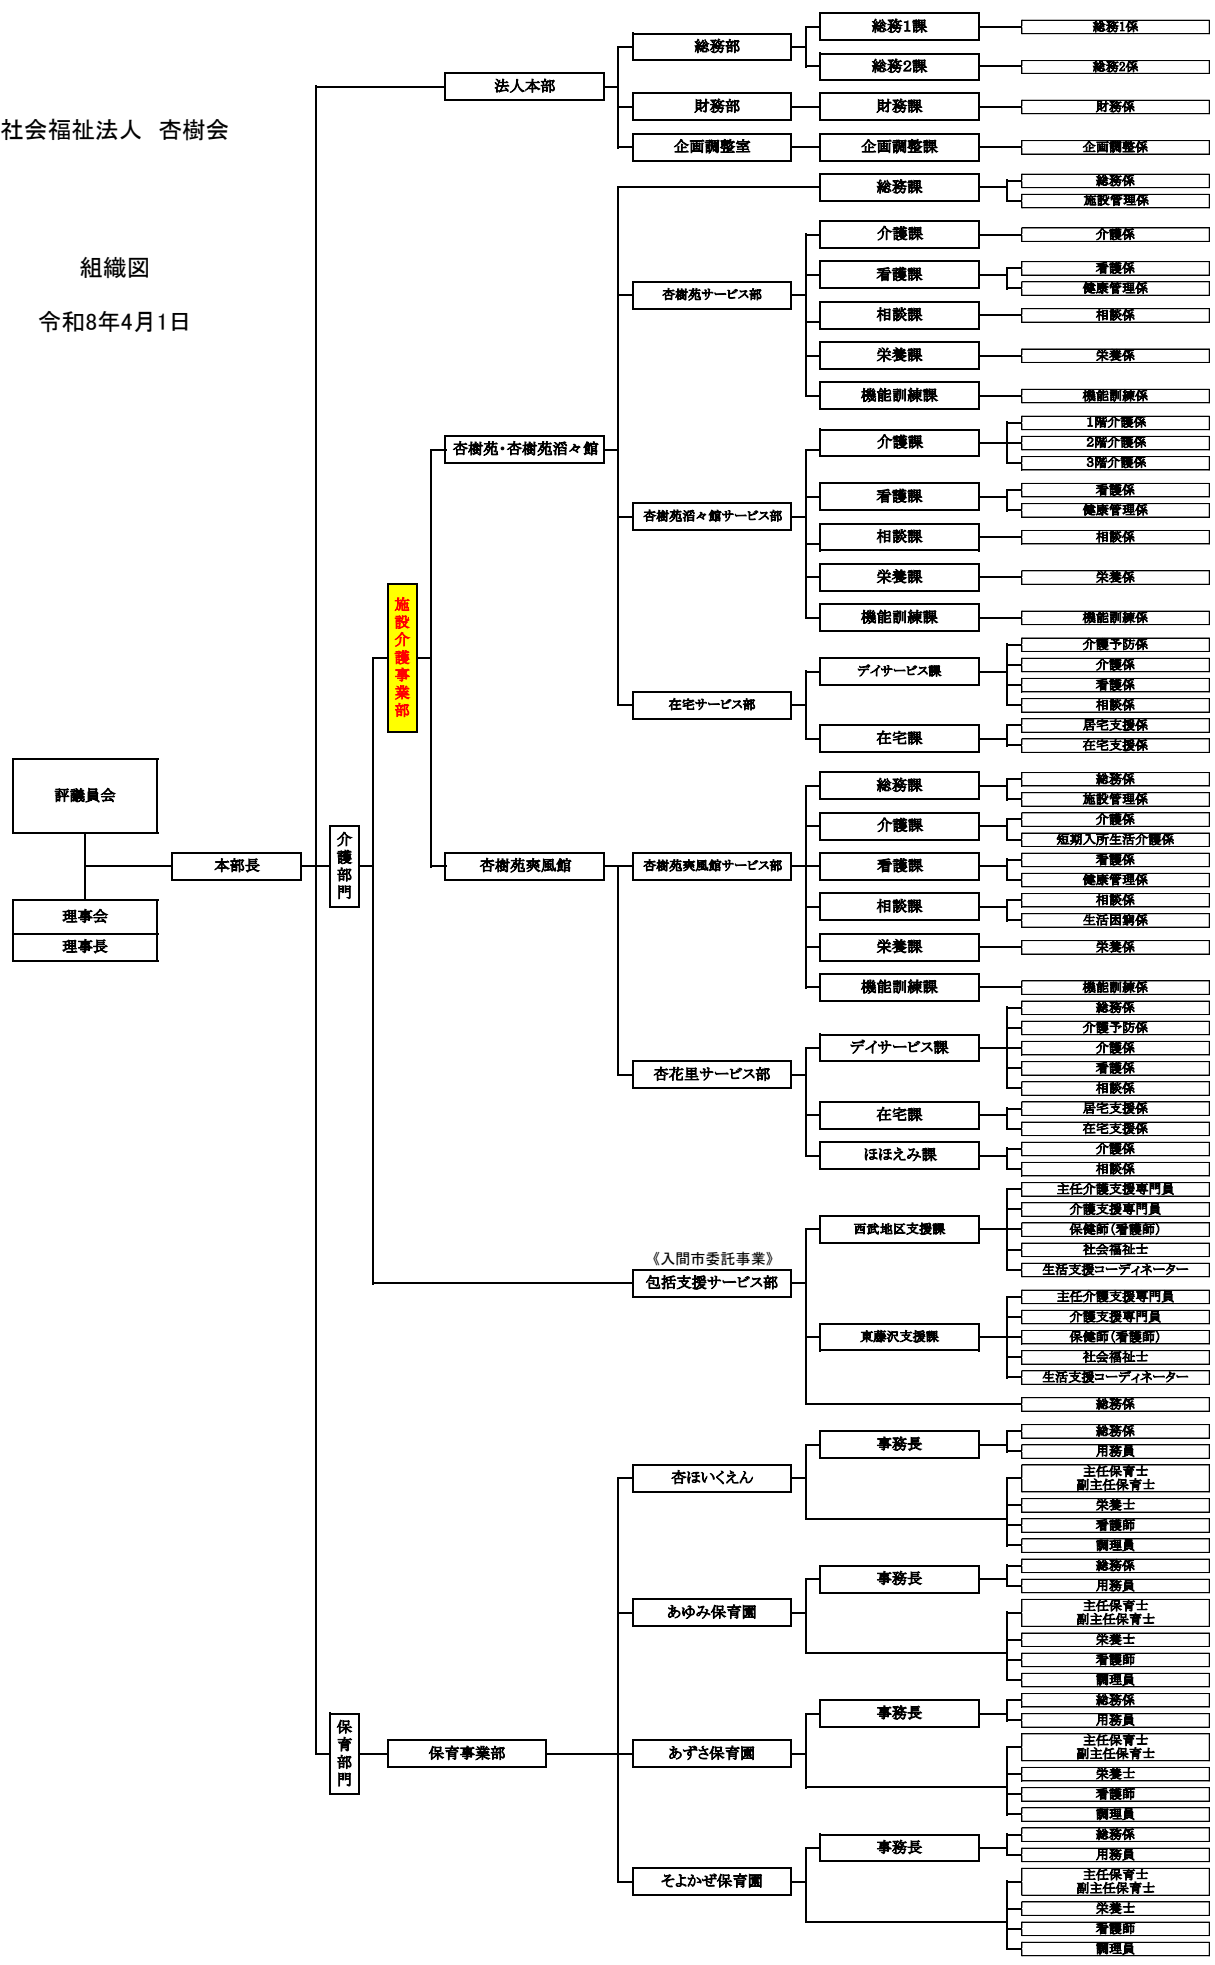 社会福祉法人　杏樹会
組織図
令和8年4月1日
評議員会
理事会
理事長
本部長
介護部門
保育部門
施設介護事業部
保育事業部
法人本部
総務部
総務1課
総務1係
総務2課
総務2係
財務部
財務課
財務係
企画調整室
企画調整課
企画調整係
杏樹苑・杏樹苑滔々館
総務課
総務係
施設管理係
杏樹苑サービス部
介護課
介護係
看護課
看護係
健康管理係
相談課
相談係
栄養課
栄養係
機能訓練課
機能訓練係
杏樹苑滔々館サービス部
介護課
1階介護係
2階介護係
3階介護係
看護課
看護係
健康管理係
相談課
相談係
栄養課
栄養係
機能訓練課
機能訓練係
在宅サービス部
デイサービス課
介護予防係
介護係
看護係
相談係
在宅課
居宅支援係
在宅支援係
杏樹苑爽風館
杏樹苑爽風館サービス部
総務課
総務係
施設管理係
介護課
介護係
短期入所生活介護係
看護課
看護係
健康管理係
相談課
相談係
生活困窮係
栄養課
栄養係
機能訓練課
機能訓練係
杏花里サービス部
デイサービス課
総務係
介護予防係
介護係
看護係
相談係
在宅課
居宅支援係
在宅支援係
ほほえみ課
介護係
相談係
《入間市委託事業》
包括支援サービス部
西武地区支援課
主任介護支援専門員
介護支援専門員
保健師（看護師）
社会福祉士
生活支援コーディネーター
東藤沢支援課
主任介護支援専門員
介護支援専門員
保健師（看護師）
社会福祉士
生活支援コーディネーター
総務係
杏ほいくえん
事務長
総務係
用務員
主任保育士
副主任保育士
栄養士
看護師
調理員
あゆみ保育園
事務長
総務係
用務員
主任保育士
副主任保育士
栄養士
看護師
調理員
あずさ保育園
事務長
総務係
用務員
主任保育士
副主任保育士
栄養士
看護師
調理員
そよかぜ保育園
事務長
総務係
用務員
主任保育士
副主任保育士
栄養士
看護師
調理員